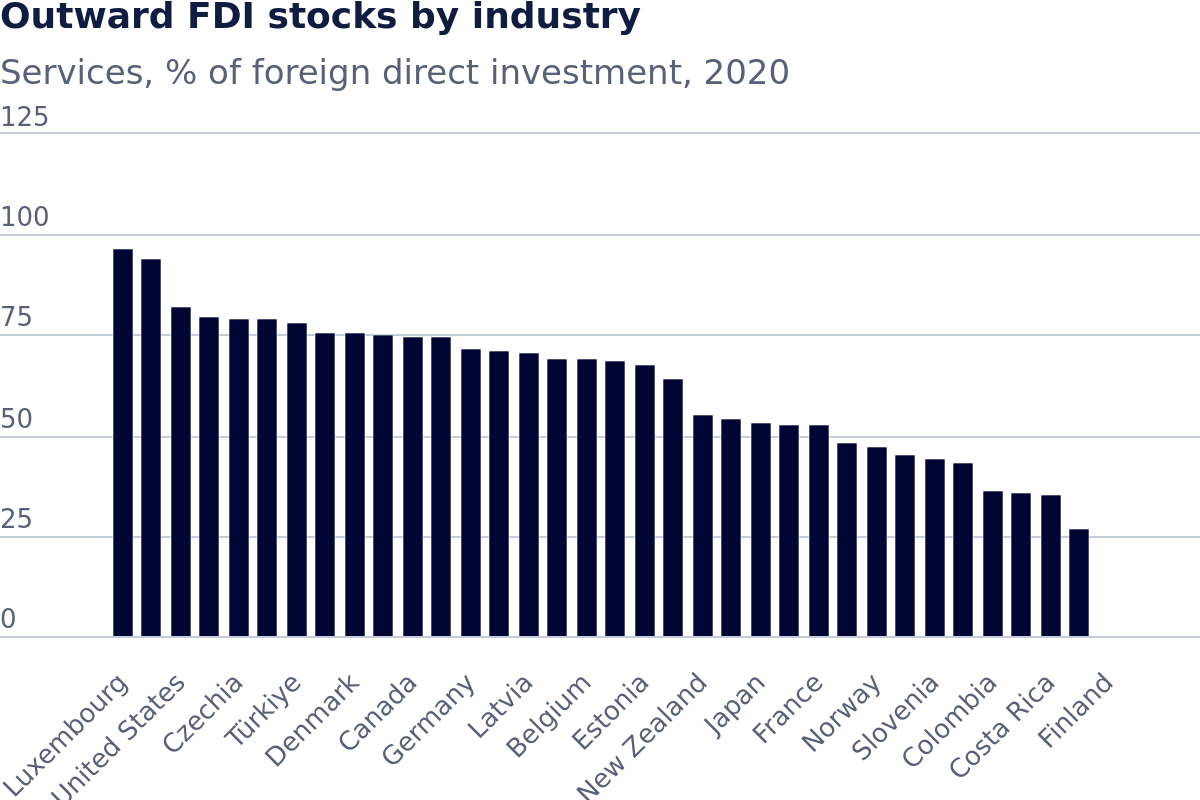 Outward FDI stocks by industry
Services, % of foreign direct investment, 2020
125
100
75
50
25
0
Luxembourg
United States
Czechia
Türkiye
Denmark
Canada
Germany
Latvia
Belgium
Estonia
New Zealand
Japan
France
Norway
Slovenia
Colombia
Costa Rica
Finland